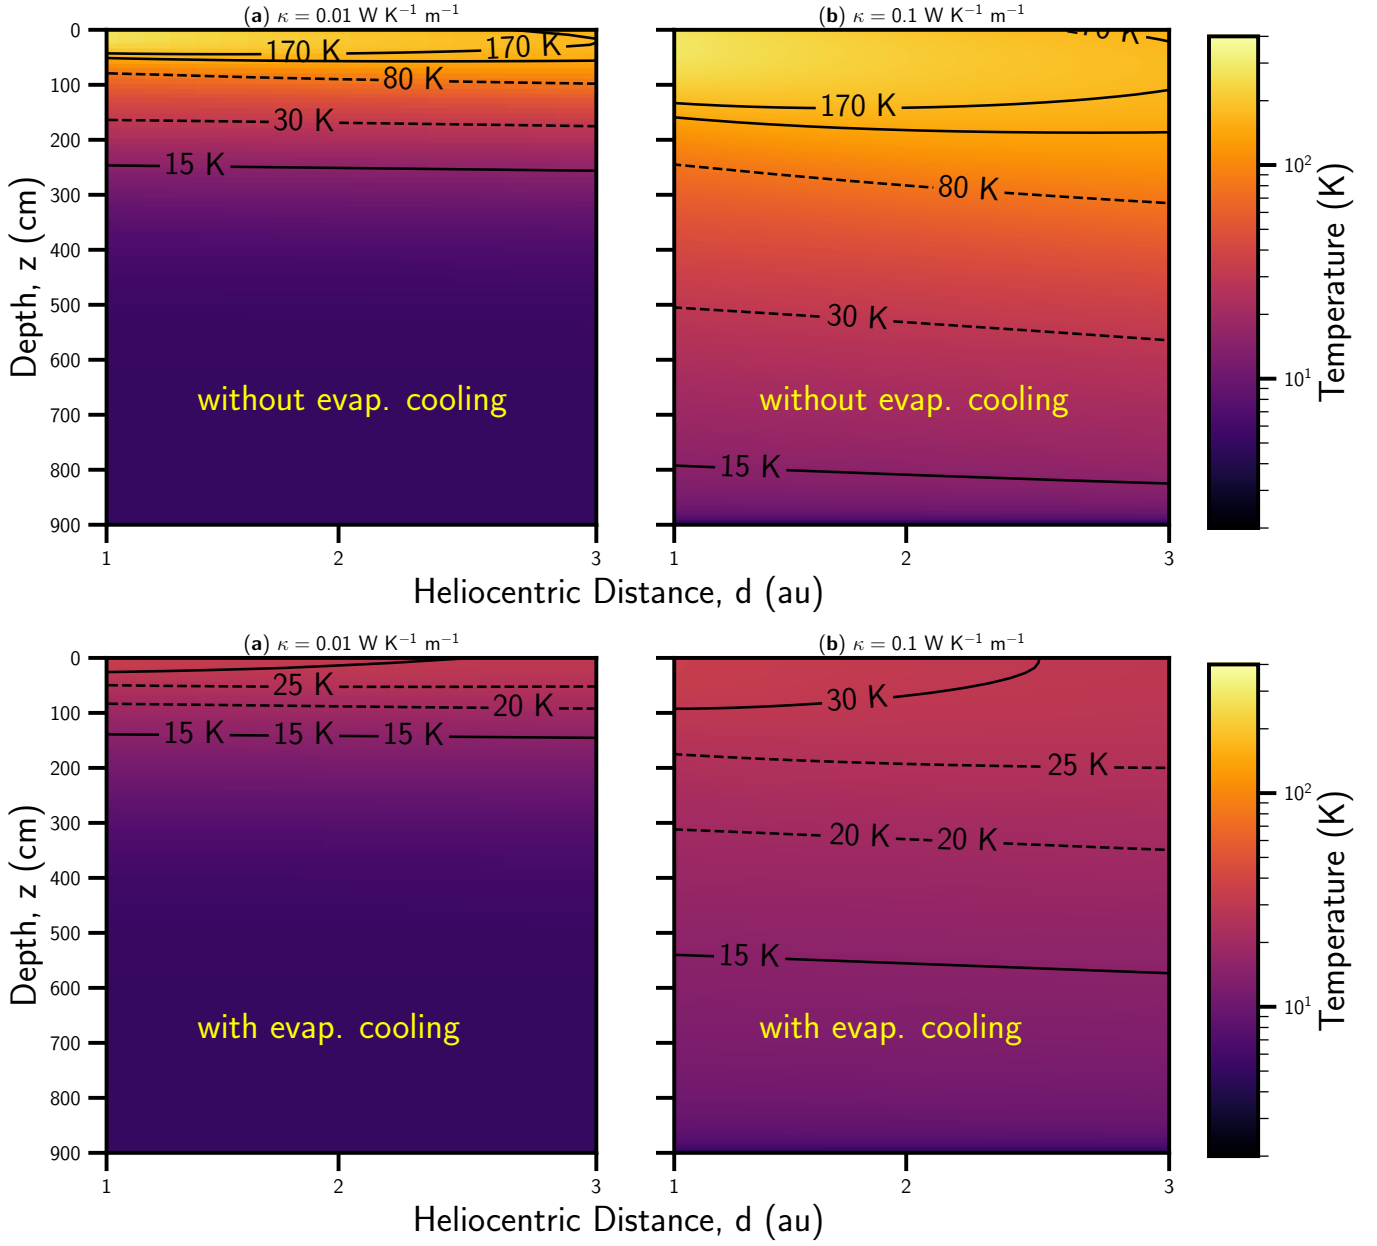 (a) κ = 0.01 W K⁻¹ m⁻¹
(b) κ = 0.1 W K⁻¹ m⁻¹
0
100
200
300
400
500
600
700
800
900
Depth, z (cm)
170 K
170 K
80 K
30 K
15 K
without evap. cooling
1
2
3
170 K
170 K
80 K
30 K
15 K
without evap. cooling
1
2
3
Heliocentric Distance, d (au)
10²
10¹
Temperature (K)
(a) κ = 0.01 W K⁻¹ m⁻¹
(b) κ = 0.1 W K⁻¹ m⁻¹
0
100
200
300
400
500
600
700
800
900
Depth, z (cm)
25 K
20 K
15 K 15 K 15 K
with evap. cooling
1
2
3
30 K
25 K
20 K 20 K
15 K
with evap. cooling
1
2
3
Heliocentric Distance, d (au)
10²
10¹
Temperature (K)